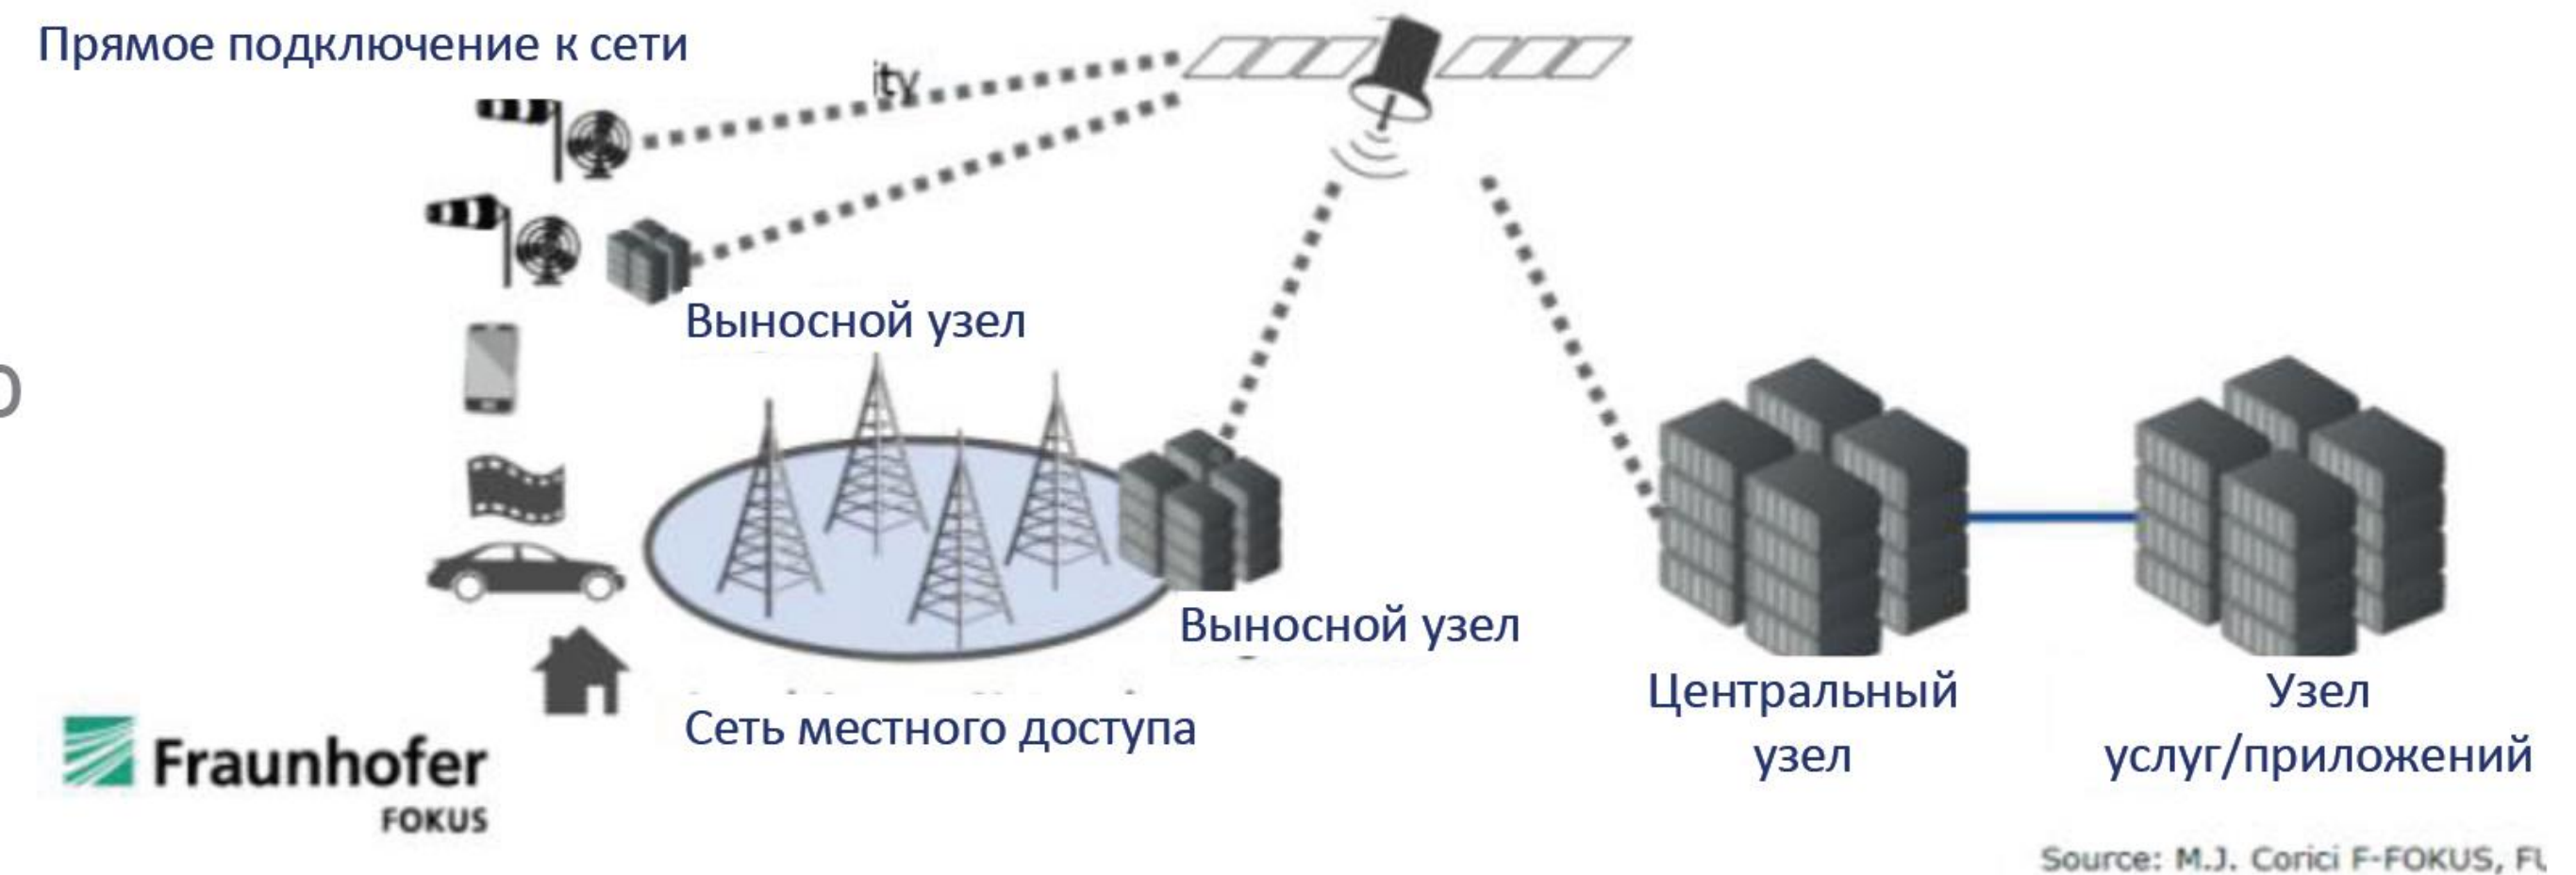 Прямое подключение к сети
ity
Выносной узел
о
Выносной узел
Сеть местного доступа
Центральный
узел
Узел
услуг/приложений
Fraunhofer
FOKUS
Source: M.J. Corici F-FOKUS, FU